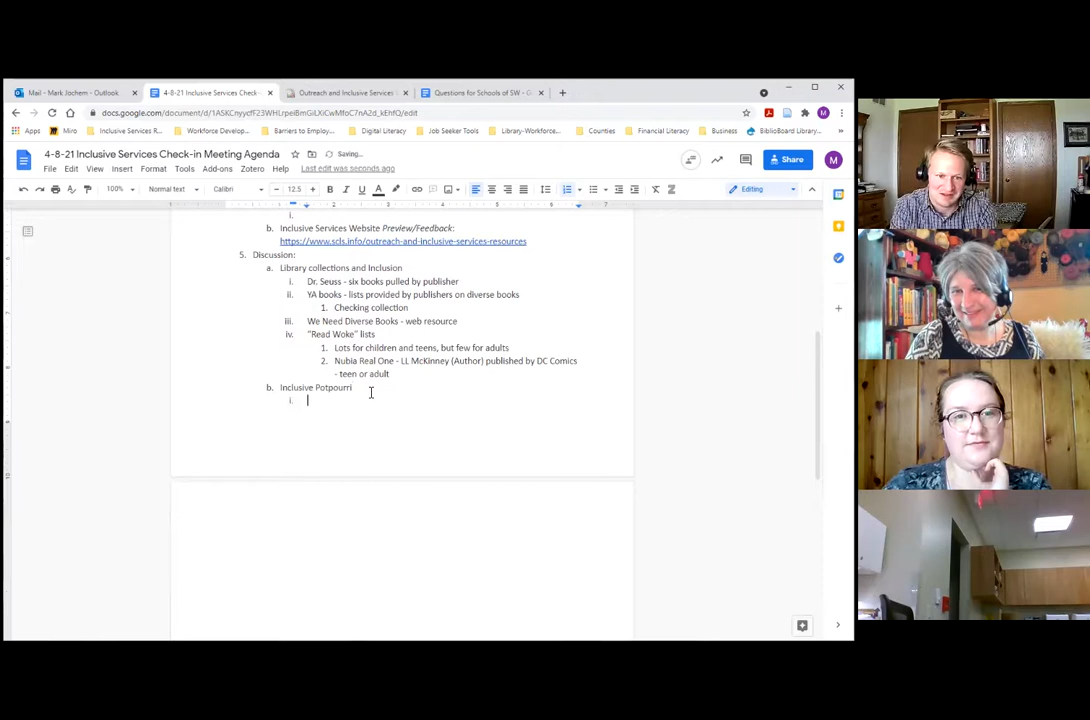 Mail - Mark Jochem - Outlook
4-8-21 Inclusive Services Check-
Outreach and Inclusive Services
Questions for Schools of SW - G
docs.google.com/document/d/
/edit
Apps
Miro
Inclusive Services R...
Workforce Develop...
Barriers to Employ...
Digital Literacy
Job Seeker Tools
Library-Workforce...
Counties
Financial Literacy
Business
BiblioBoard Library...
4-8-21 Inclusive Services Check-in Meeting Agenda
Saving...
File Edit View Insert Format Tools Add-ons Zotero Help
Last edit was seconds ago
Share
M
100%
Normal text
Calibri
12.5
Editing
i.
b. Inclusive Services Website Preview/Feedback:
https://www.scls.info/outreach-and-inclusive-services-resources
5. Discussion:
a. Library collections and Inclusion
i. Dr. Seuss - six books pulled by publisher
ii. YA books - lists provided by publishers on diverse books
1. Checking collection
iii. We Need Diverse Books - web resource
iv. "Read Woke" lists
1. Lots for children and teens, but few for adults
2. Nubia Real One - LL McKinney (Author) published by DC Comics
- teen or adult
b. Inclusive Potpourri
i.